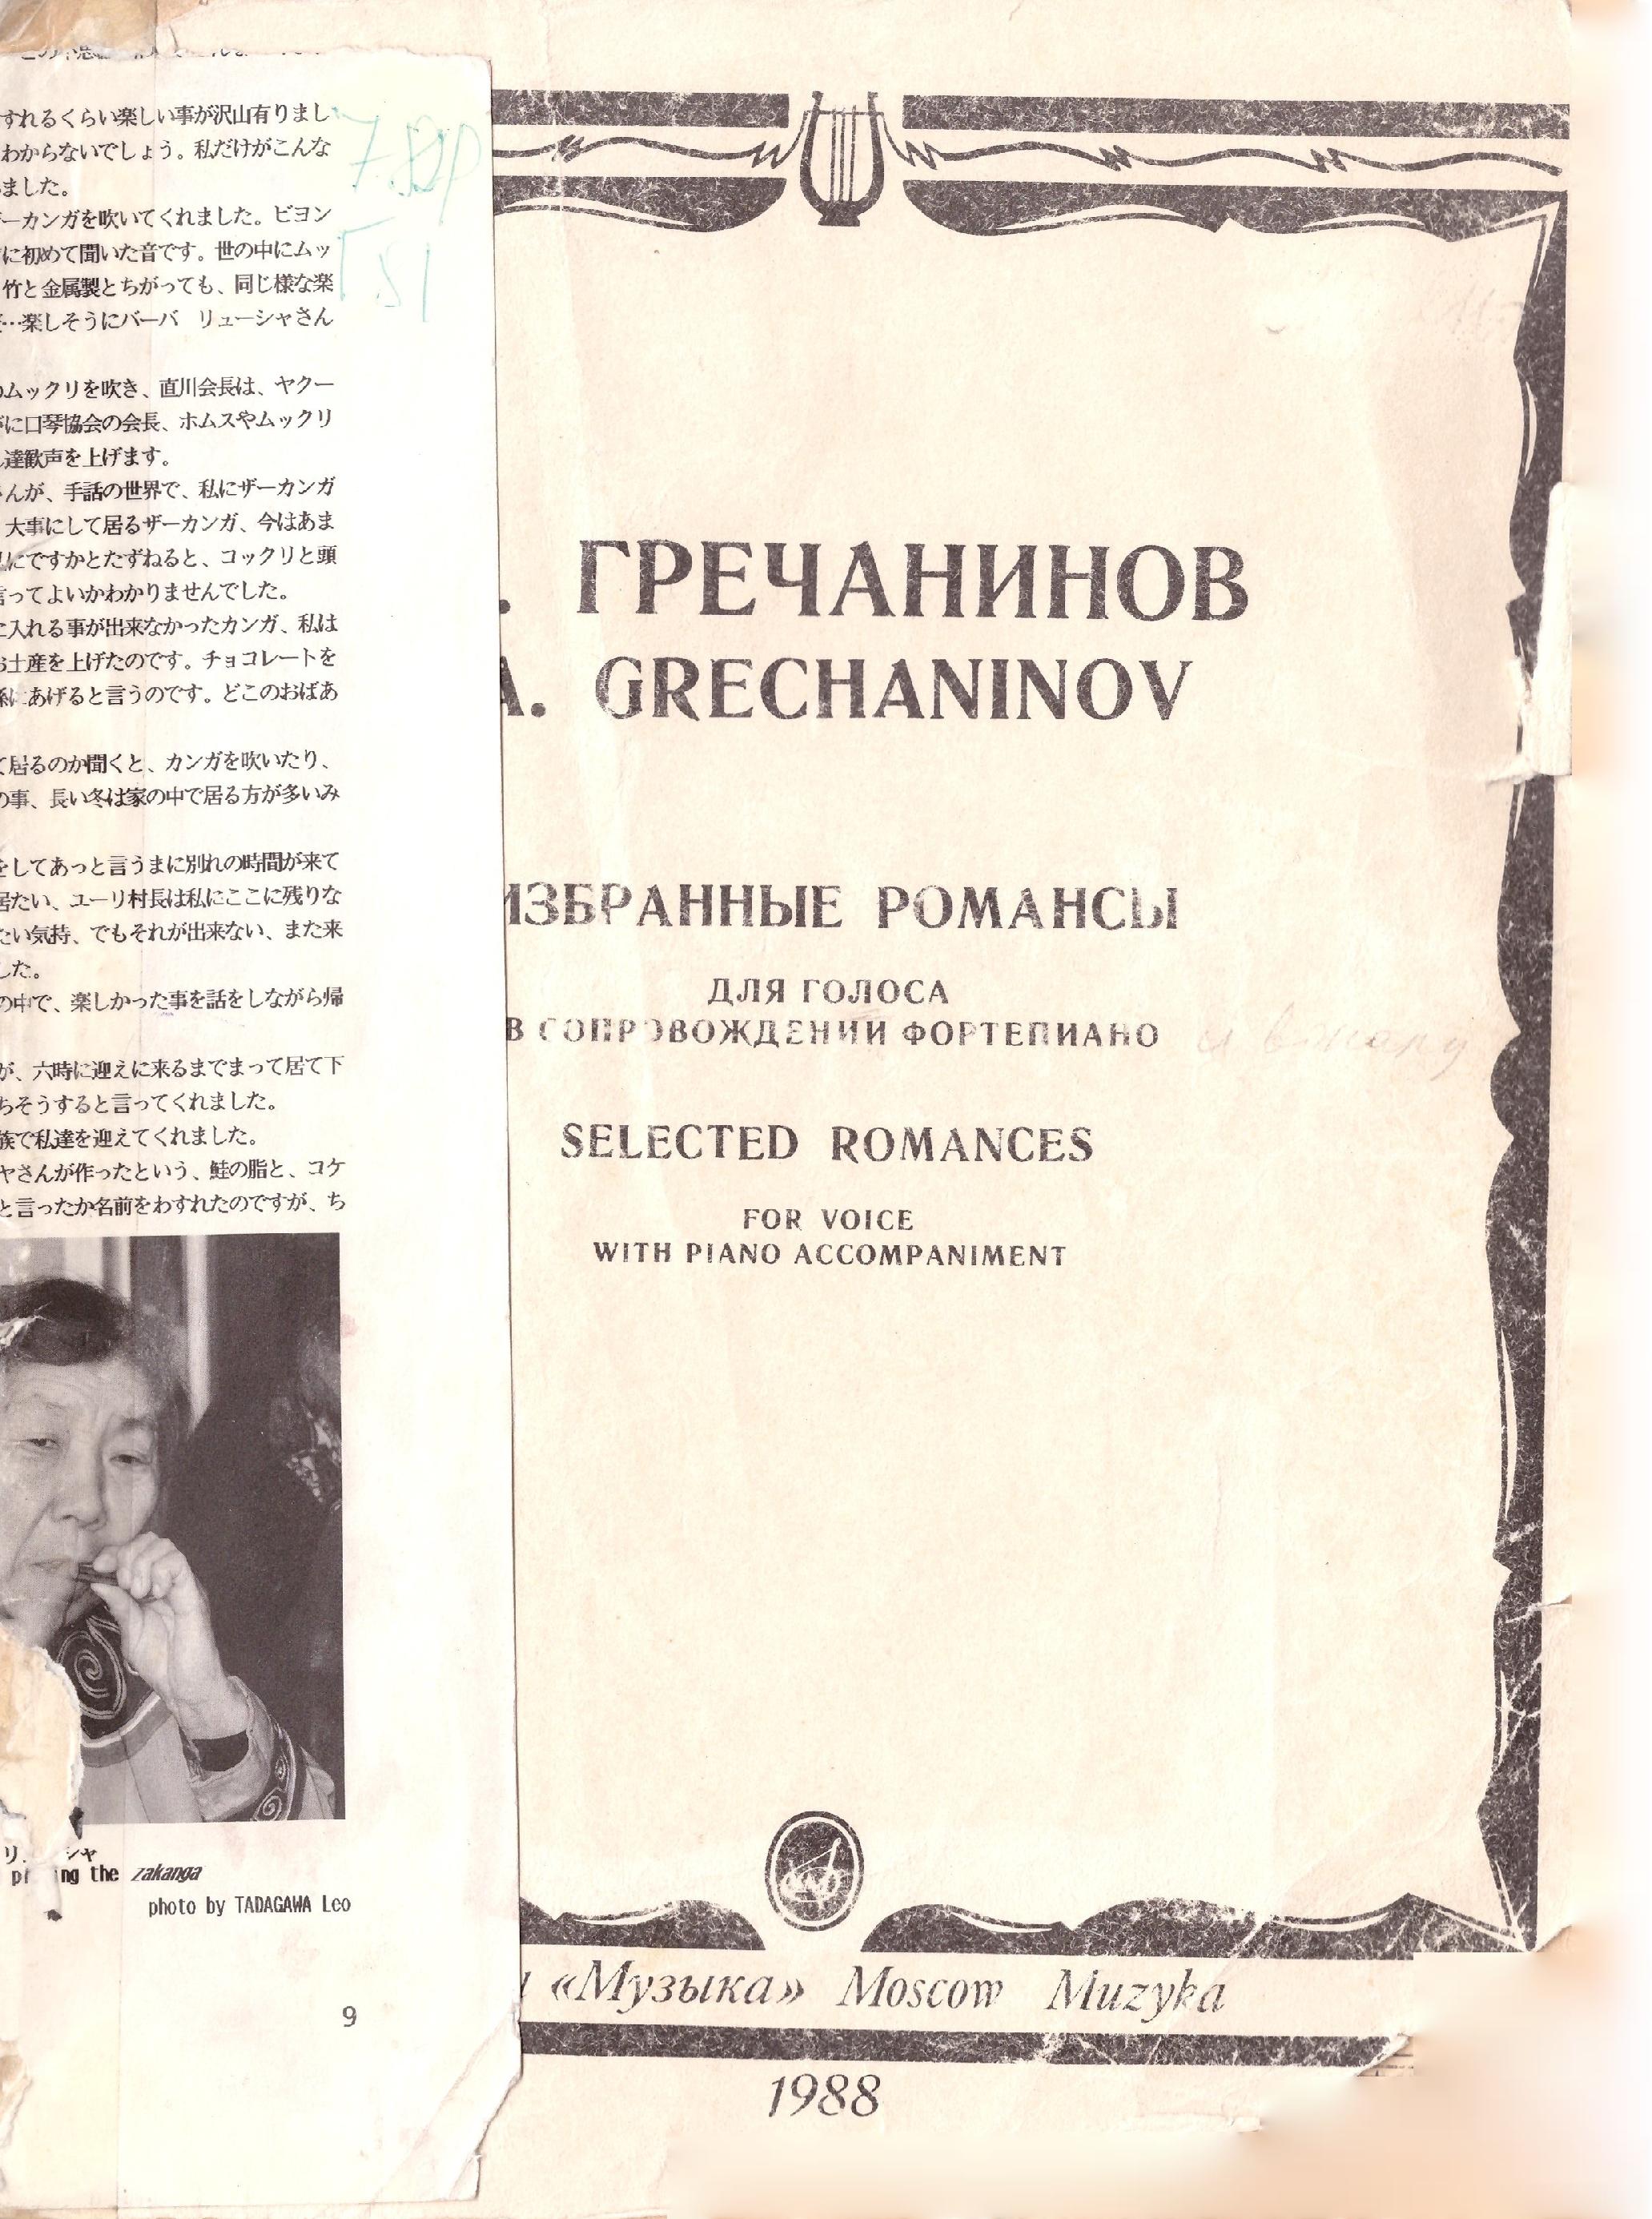 すれるくらい楽しい事が沢山有りまし
わからないでしょう。私だけがこんな
ました。
ーカンガを吹いてくれました。ビヨン
に初めて聞いた音です。世の中にムッ
竹と金属製とちがっても、同じ様な楽
…楽しそうにバーバ リューシャさん
ムックリを吹き、直川会長は、ヤクー
に口琴協会の会長、ホムスやムックリ
達歓声を上げます。
んが、手話の世界で、私にザーカンガ
大事にして居るザーカンガ、今はあま
にですかとたずねると、コックリと頭
言ってよいかわかりませんでした。
に入れる事が出来なかったカンガ、私は
お土産を上げたのです。チョコレートを
孫にあげると言うのです。どこのおばあ
て居るのか聞くと、カンガを吹いたり、
の事、長い冬は家の中で居る方が多いみ
をしてあっと言うまに別れの時間が来て
居たい、ユーリ村長は私にここに残りな
たい気持、でもそれが出来ない、また来
した。
の中で、楽しかった事を話をしながら帰
が、六時に迎えに来るまでまって居て下
ちそうすると言ってくれました。
族で私達を迎えてくれました。
ヤさんが作ったという、鮭の脂と、コケ
と言ったか名前をわすれたのですが、ち
the zakanga
photo by TADAGAWA Leo
9
. ГРЕЧАНИНОВ
A. GRECHANINOV
ИЗБРАННЫЕ РОМАНСЫ
ДЛЯ ГОЛОСА
В СОПРОВОЖДЕНИИ ФОРТЕПИАНО
SELECTED ROMANCES
FOR VOICE
WITH PIANO ACCOMPANIMENT
«Музыка» Moscow Muzyka
1988